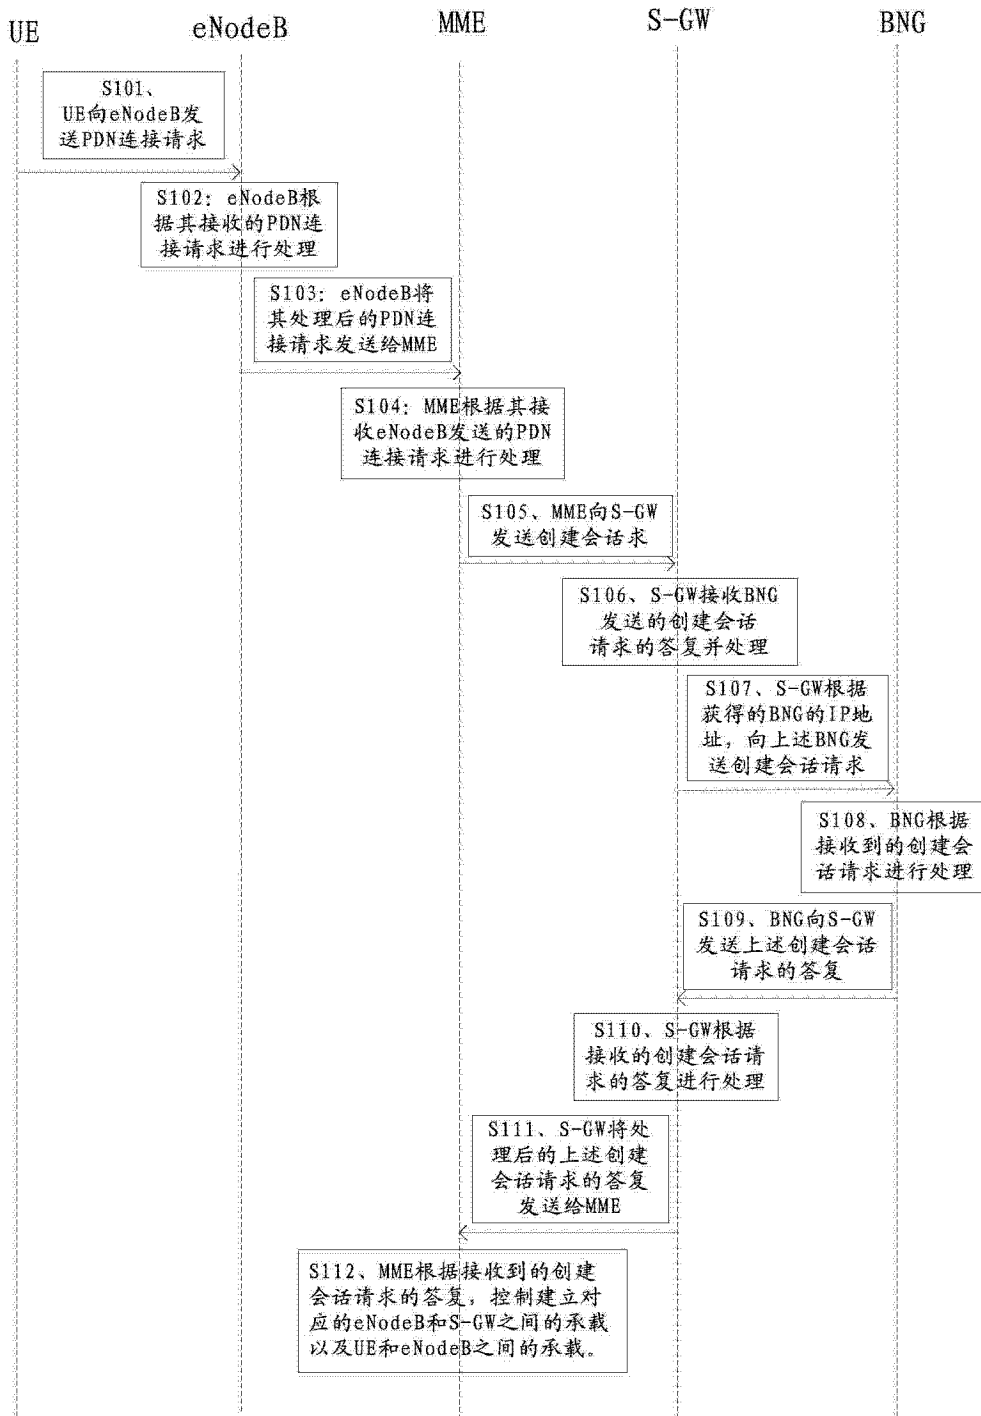 UE
eNodeB
MME
S-GW
BNG
S101、
UE向eNodeB发
送PDN连接请求
S102: eNodeB根
据其接收的PDN连
接请求进行处理
S103: eNodeB将
其处理后的PDN连
接请求发送给MME
S104: MME根据其接
收eNodeB发送的PDN
连接请求进行处理
S105、MME向S-GW
发送创建会话求
S106、S-GW接收BNG
发送的创建会话
请求的答复并处理
S107、S-GW根据
获得的BNG的IP地
址，向上述BNG发
送创建会话请求
S108、BNG根据
接收到的创建会
话请求进行处理
S109、BNG向S-GW
发送上述创建会话
请求的答复
S110、S-GW根据
接收的创建会话请
求的答复进行处理
S111、S-GW将处
理后的上述创建
会话请求的答复
发送给MME
S112、MME根据接收到的创建
会话请求的答复，控制建立对
应的eNodeB和S-GW之间的承载
以及UE和eNodeB之间的承载。